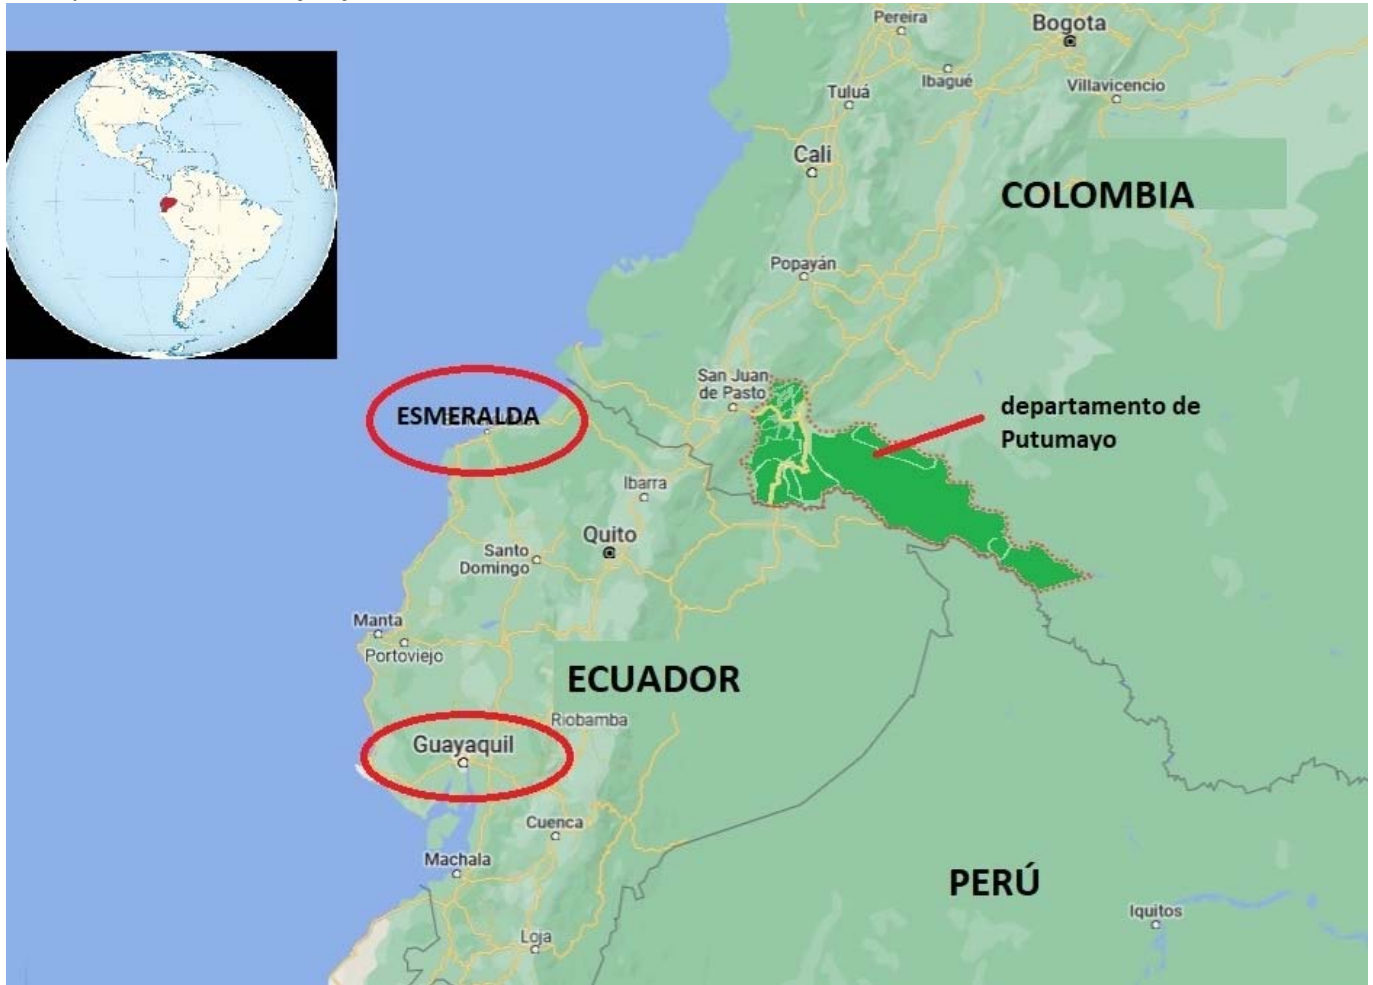 Pereira
Bogota
Ibagué
Villavicencio
Tuluá
Cali
COLOMBIA
Popayán
San Juan
de Pasto
ESMERALDA
departamento de
Putumayo
Ibarra
Quito
Santo
Domingo
Manta
Portoviejo
ECUADOR
Riobamba
Guayaquil
Cuenca
Machala
PERÚ
Iquitos
Loja